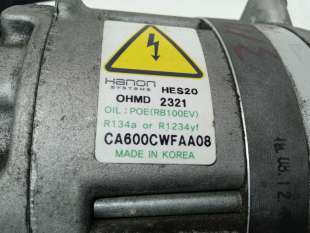 Hanon
SYSTEMS
HES20
OHMD 2321
OIL : POE(RB100EV)
R134a or R1234yf
CA600CWFAA08
MADE IN KOREA